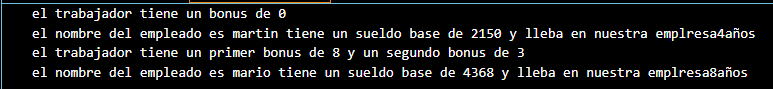 el trabajador tiene un bonus de 0
el nombre del empleado es martin tiene un sueldo base de 2150 y lleba en nuestra emplresa4años
el trabajador tiene un primer bonus de 8 y un segundo bonus de 3
el nombre del empleado es mario tiene un sueldo base de 4368 y lleba en nuestra emplresa8años